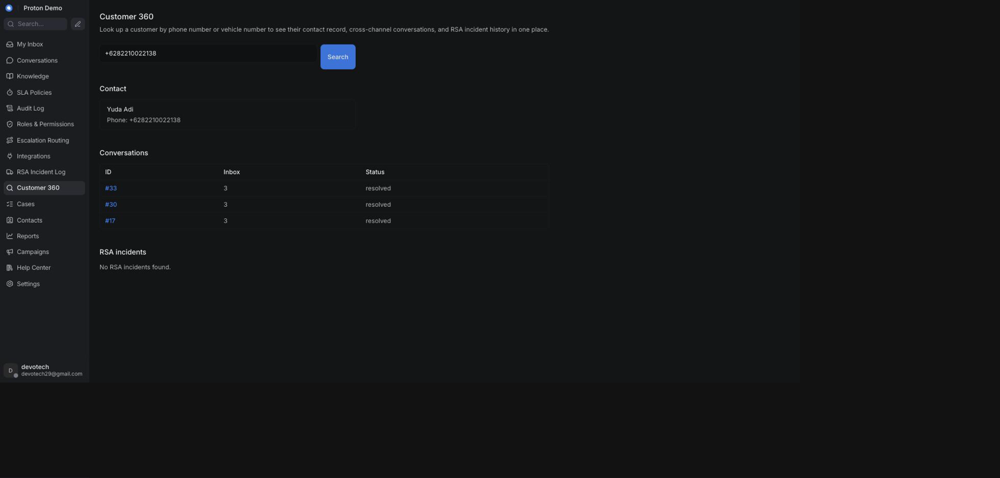 Proton Demo
Search...
My Inbox
Conversations
Knowledge
SLA Policies
Audit Log
Roles & Permissions
Escalation Routing
Integrations
RSA Incident Log
Customer 360
Cases
Contacts
Reports
Campaigns
Help Center
Settings
D
devotech
devotech29@gmail.com
Customer 360
Look up a customer by phone number or vehicle number to see their contact record, cross-channel conversations, and RSA incident history in one place.
+6282210022138
Search
Contact
Yuda Adi
Phone: +6282210022138
Conversations
ID Inbox Status
#33 3 resolved
#30 3 resolved
#17 3 resolved
RSA incidents
No RSA incidents found.